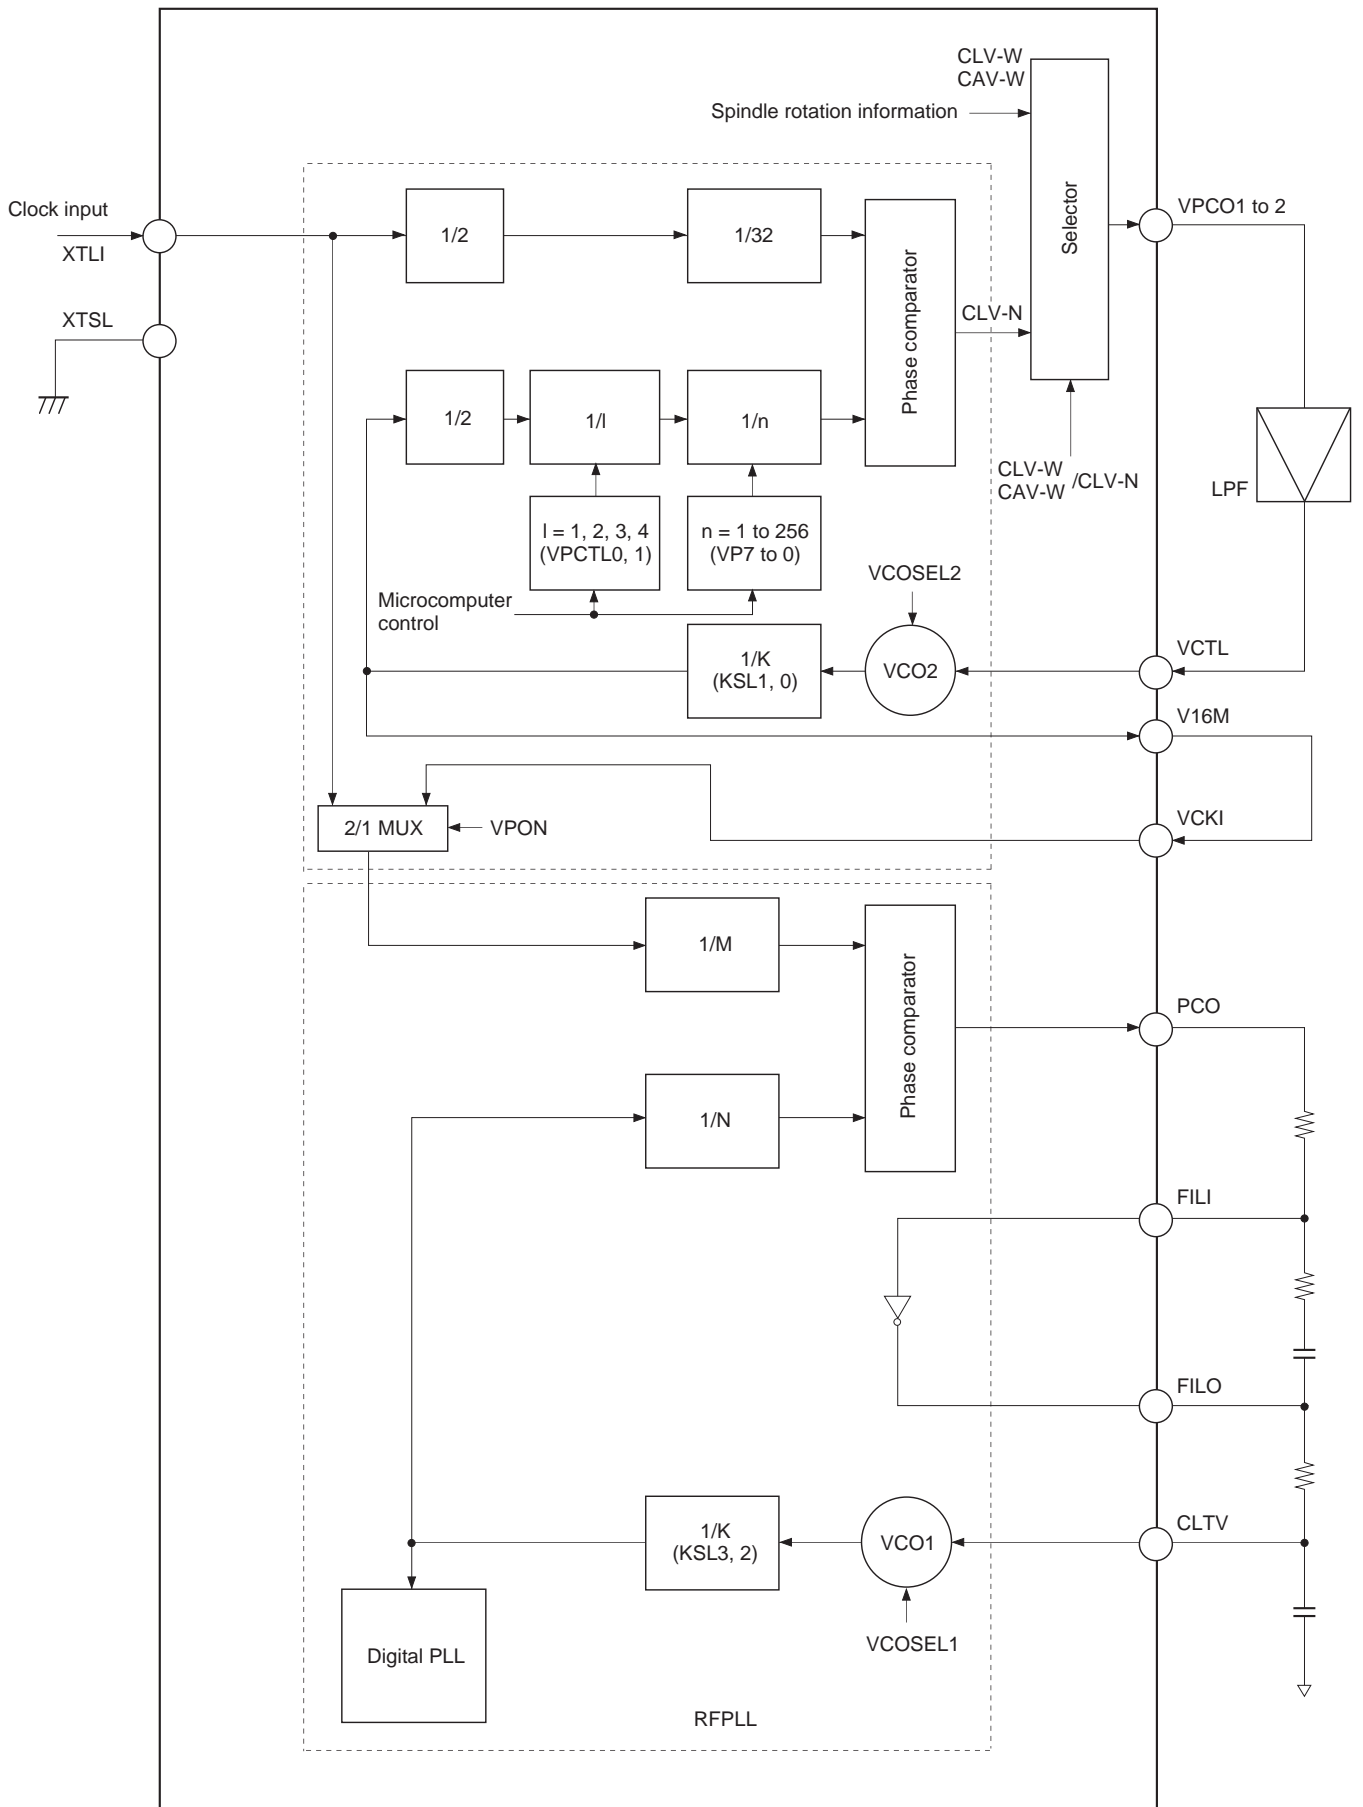 CLV-W
CAV-W
Spindle rotation information
Selector
Clock input
XTLI
XTSL
1/2
1/32
Phase comparator
CLV-N
VPCO1 to 2
1/2
1/l
1/n
l = 1, 2, 3, 4
(VPCTL0, 1)
n = 1 to 256
(VP7 to 0)
CLV-W
CAV-W
/CLV-N
LPF
Microcomputer
control
VCOSEL2
1/K
(KSL1, 0)
VCO2
VCTL
V16M
2/1 MUX
VPON
VCKI
1/M
Phase comparator
PCO
1/N
FILI
FILO
1/K
(KSL3, 2)
VCO1
CLTV
VCOSEL1
Digital PLL
RFPLL